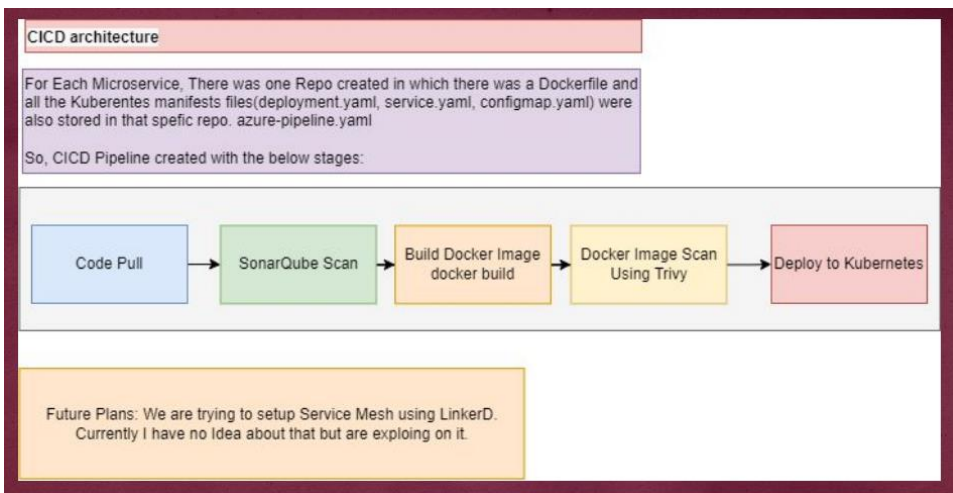 CICD architecture
For Each Microservice, There was one Repo created in which there was a Dockerfile and
all the Kuberentes manifests files(deployment.yaml, service.yaml, configmap.yaml) were
also stored in that spefic repo. azure-pipeline.yaml
So, CICD Pipeline created with the below stages:
Code Pull
SonarQube Scan
Build Docker Image
docker build
Docker Image Scan
Using Trivy
Deploy to Kubernetes
Future Plans: We are trying to setup Service Mesh using LinkerD.
Currently I have no Idea about that but are exploing on it.